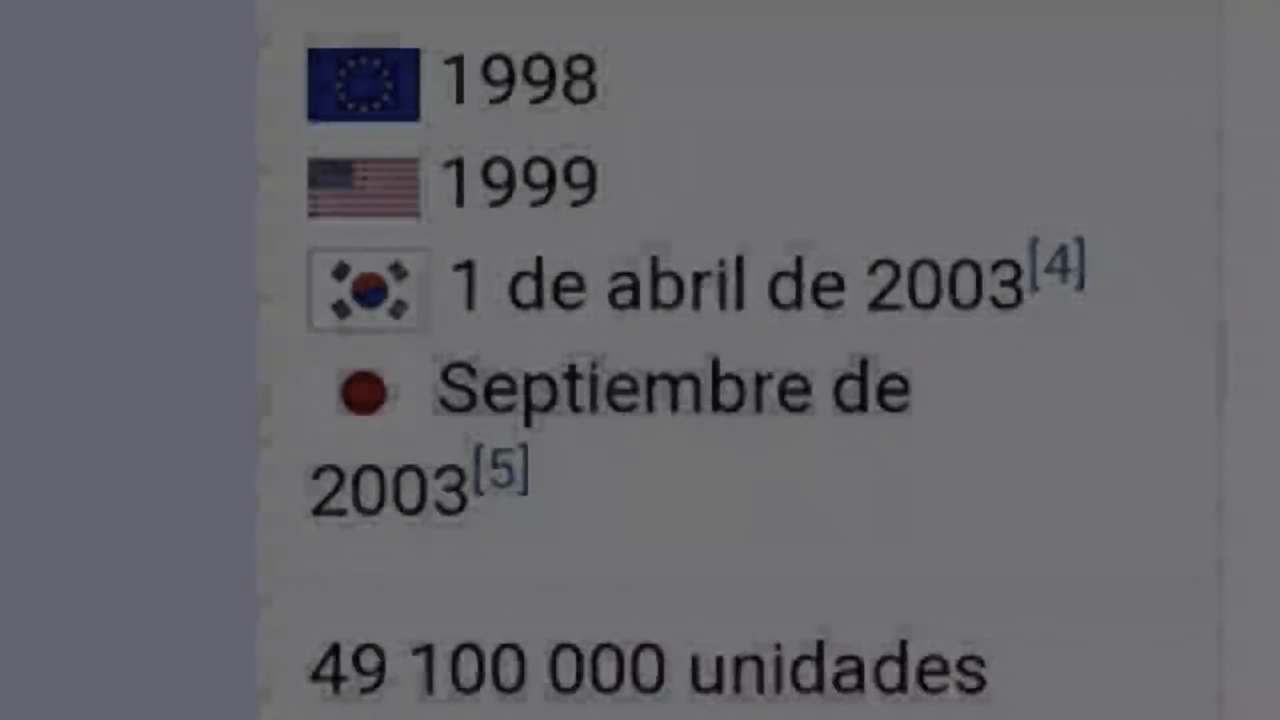 1998
1999
1 de abril de 2003[4]
Septiembre de
2003[5]
49 100 000 unidades